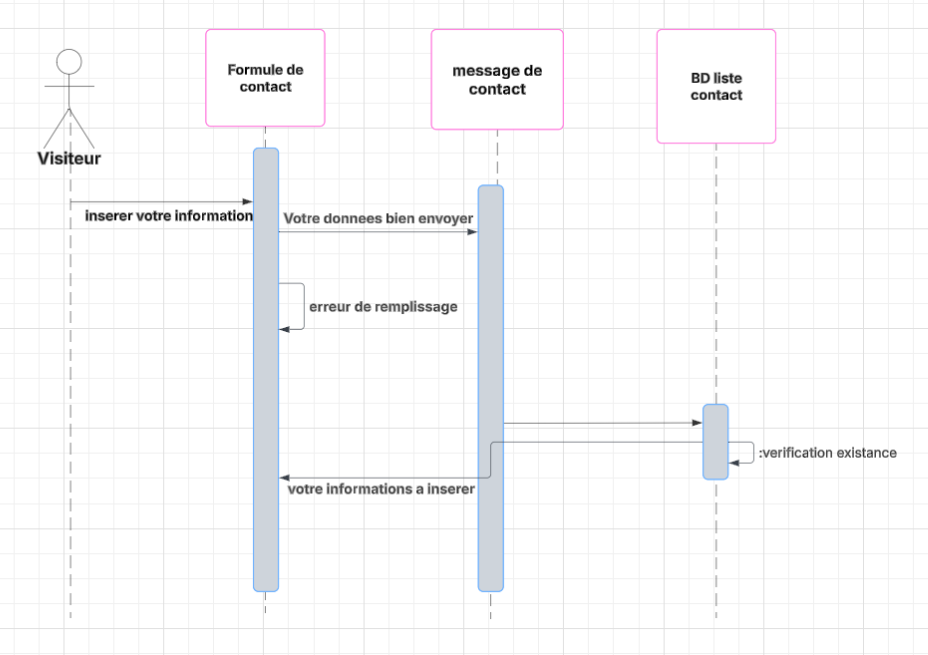 Formule de
contact
message de
contact
BD liste
contact
Visiteur
inserer votre information
Votre donnees bien envoyer
erreur de remplissage
:verification existance
votre informations a inserer